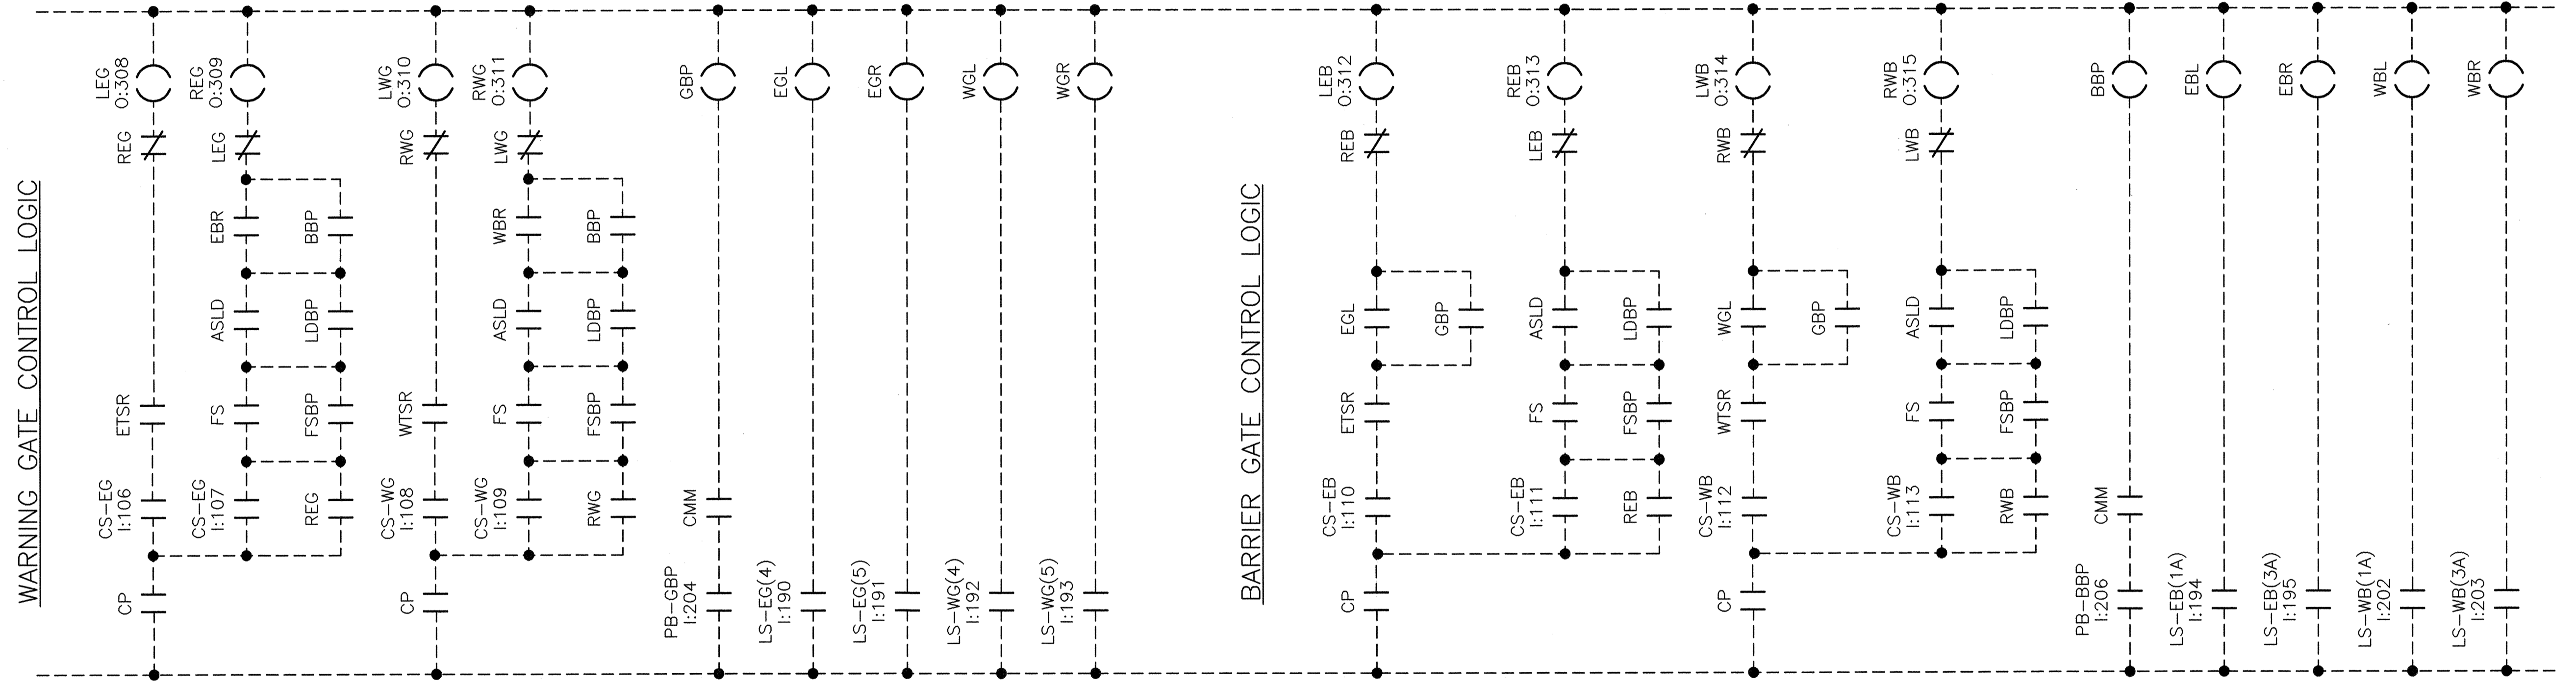 WARNING GATE CONTROL LOGIC
CP
CS-EG
I:106
ETSR
REG
LEG
O:308
CS-EG
I:107
FS
ASLD
EBR
LEG
REG
O:309
REG
FSBP
LDBP
BBP
CP
CS-WG
I:108
WTSR
RWG
LWG
O:310
CS-WG
I:109
FS
ASLD
WBR
LWG
RWG
O:311
RWG
FSBP
LDBP
BBP
PB-GBP
I:204
CMM
GBP
LS-EG(4)
I:190
EGL
LS-EG(5)
I:191
EGR
LS-WG(4)
I:192
WGL
LS-WG(5)
I:193
WGR
BARRIER GATE CONTROL LOGIC
CP
CS-EB
I:110
ETSR
EGL
REB
LEB
O:312
GBP
CS-EB
I:111
FS
ASLD
LEB
REB
O:313
REB
FSBP
LDBP
CP
CS-WB
I:112
WTSR
WGL
RWB
LWB
O:314
GBP
CS-WB
I:113
FS
ASLD
LWB
RWB
O:315
RWB
FSBP
LDBP
PB-BBP
I:206
CMM
BBP
LS-EB(1A)
I:194
EBL
LS-EB(3A)
I:195
EBR
LS-WB(1A)
I:202
WBL
LS-WB(3A)
I:203
WBR